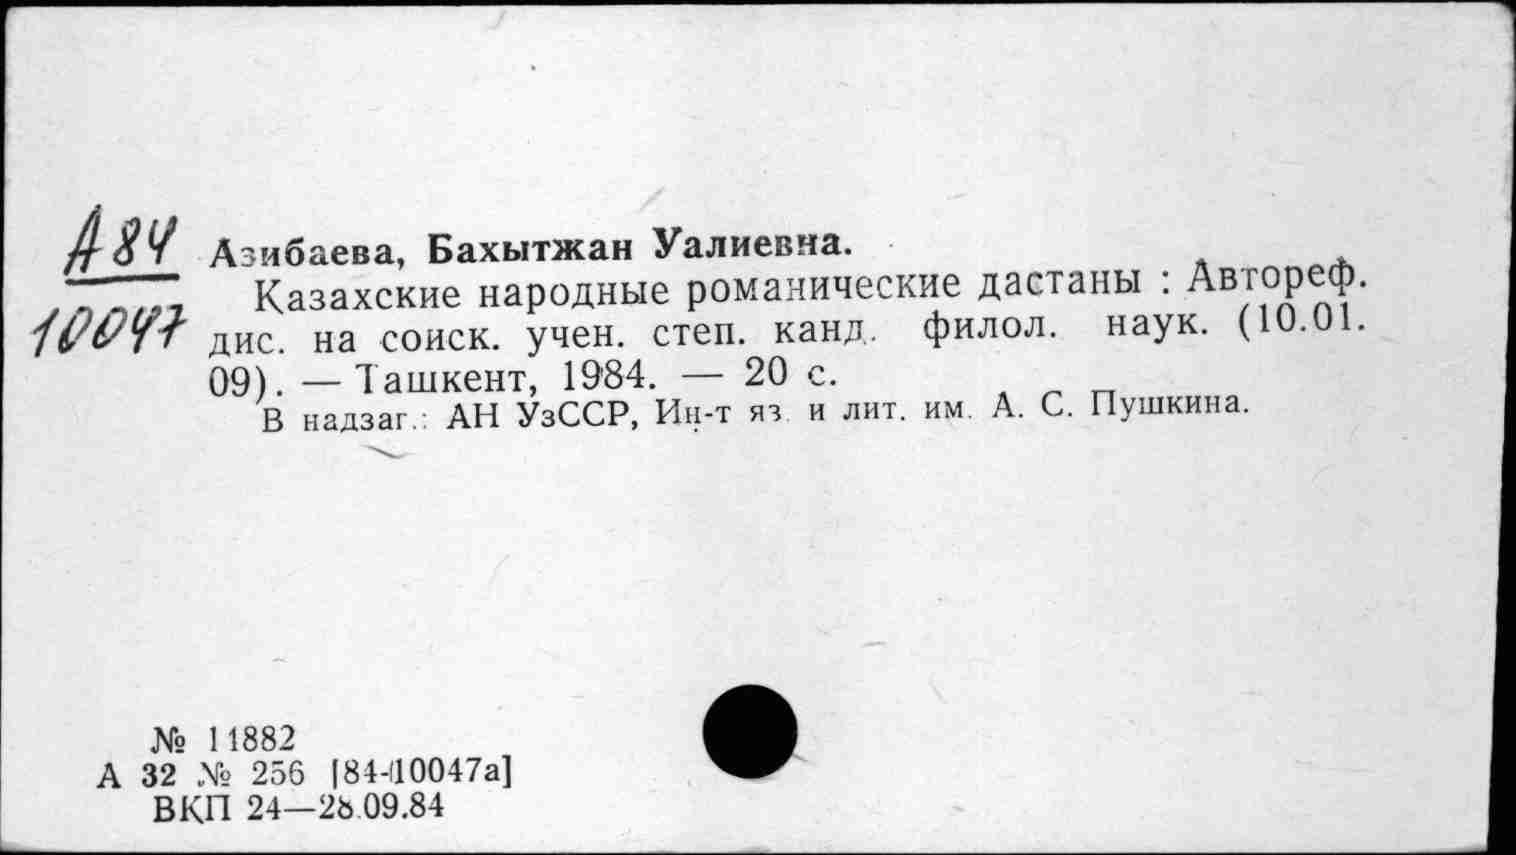 А84 Азибаева, Бахытжан Уалиевна.
Казахские народные романические дастаны : Автореф.
10047 дис. на соиск. учен. степ. канд. филол. наук. (10.01.
09). — Ташкент, 1984. — 20 с.
В надзаг.: АН УзССР, Ин-т яз. и лит. им. А. С. Пушкина.
№ 11882
А 32 № 256 [84-10047а]
ВКП 24—28.09.84